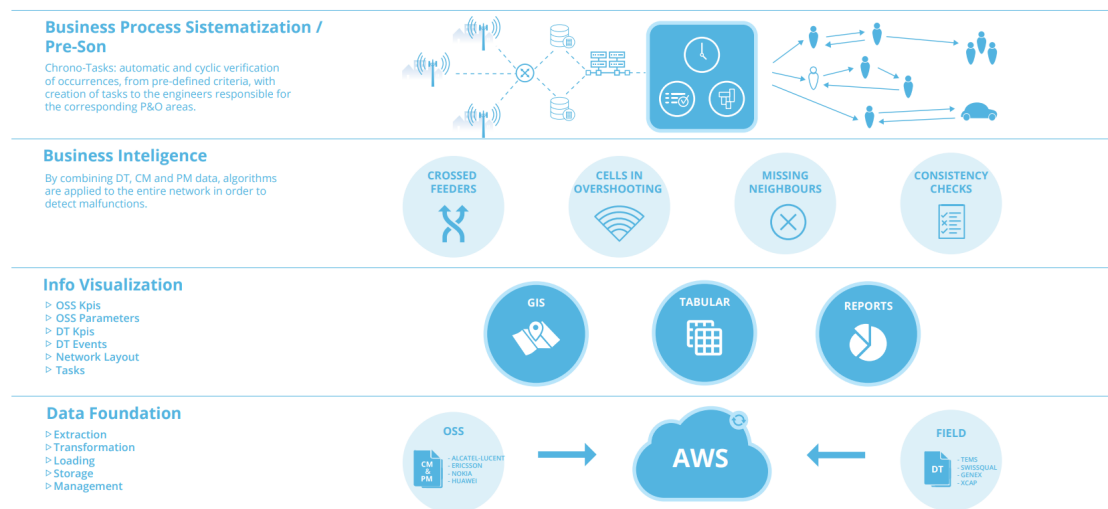 Business Process Sistematization /
Pre-Son
Chrono-Tasks: automatic and cyclic verification
of occurrences, from pre-defined criteria, with
creation of tasks to the engineers responsible for
the corresponding P&O areas.
Business Inteligence
By combining DT, CM and PM data, algorithms
are applied to the entire network in order to
detect malfunctions.
CROSSED
FEEDERS
CELLS IN
OVERSHOOTING
MISSING
NEIGHBOURS
CONSISTENCY
CHECKS
Info Visualization
OSS Kpis
OSS Parameters
DT Kpis
DT Events
Network Layout
Tasks
GIS
TABULAR
REPORTS
Data Foundation
Extraction
Transformation
Loading
Storage
Management
OSS
CM
&
PM
- ALCATEL-LUCENT
- ERICSSON
- NOKIA
- HUAWEI
AWS
FIELD
DT
- TEMS
- SWISSQUAL
- GENEX
- XCAP